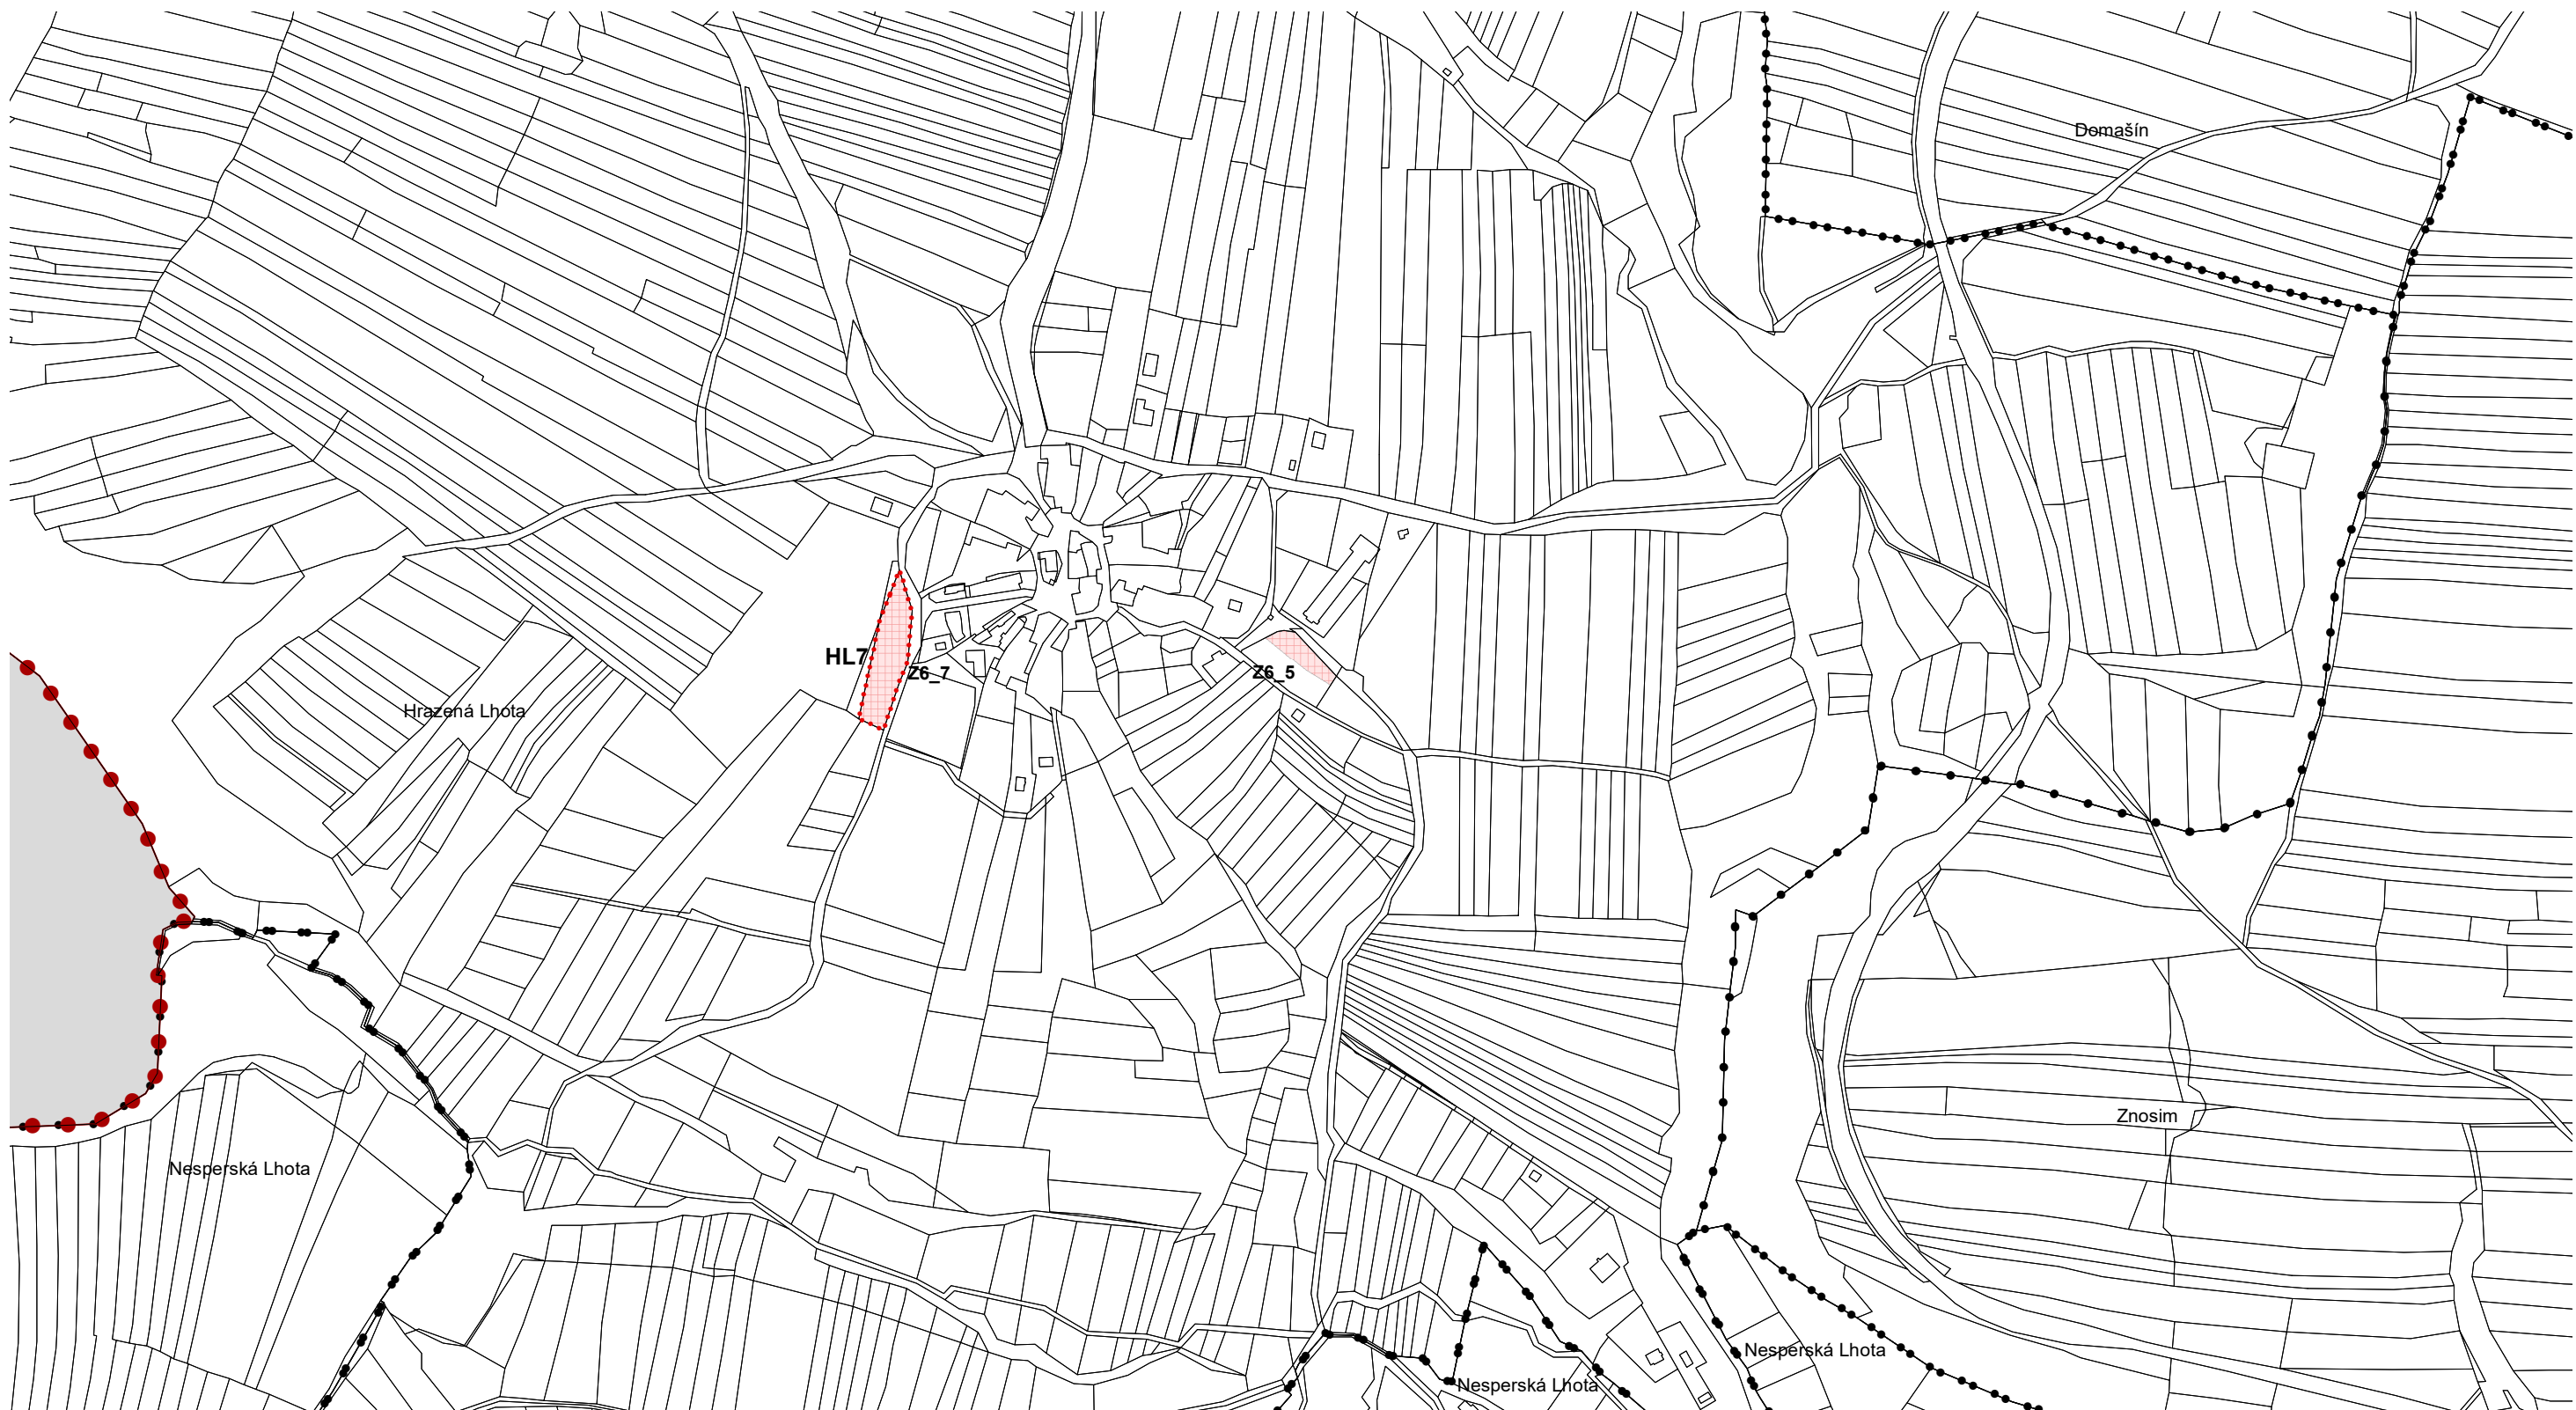 Domašín
HL7
Z6_7
Z6_5
Hrazená Lhota
Znosim
Nesperská Lhota
Nesperská Lhota
Nesperská Lhota